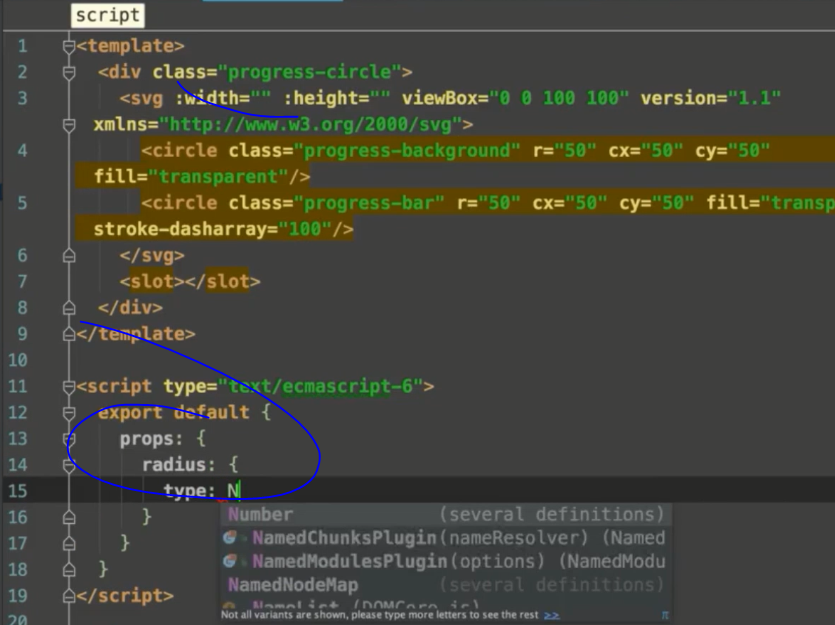 script
1 <template>
2 <div class="progress-circle">
3 <svg :width="" :height="" viewBox="0 0 100 100" version="1.1"
xmlns="http://www.w3.org/2000/svg">
4 <circle class="progress-background" r="50" cx="50" cy="50"
fill="transparent"/>
5 <circle class="progress-bar" r="50" cx="50" cy="50" fill="transp
stroke-dasharray="100"/>
6 </svg>
7 <slot></slot>
8 </div>
9 </template>
10
11 <script type="text/ecmascript-6">
12 export default {
13 props: {
14 radius: {
15 type: N
Number (several definitions)
16 }
NamedChunksPlugin(nameResolver) (Named
17 }
NamedModulesPlugin(options) (NamedModu
18 }
NamedNodeMap (several definitions)
19 </script>
NameList (DOMCore.js)
Not all variants are shown, please type more letters to see the rest >> π
20